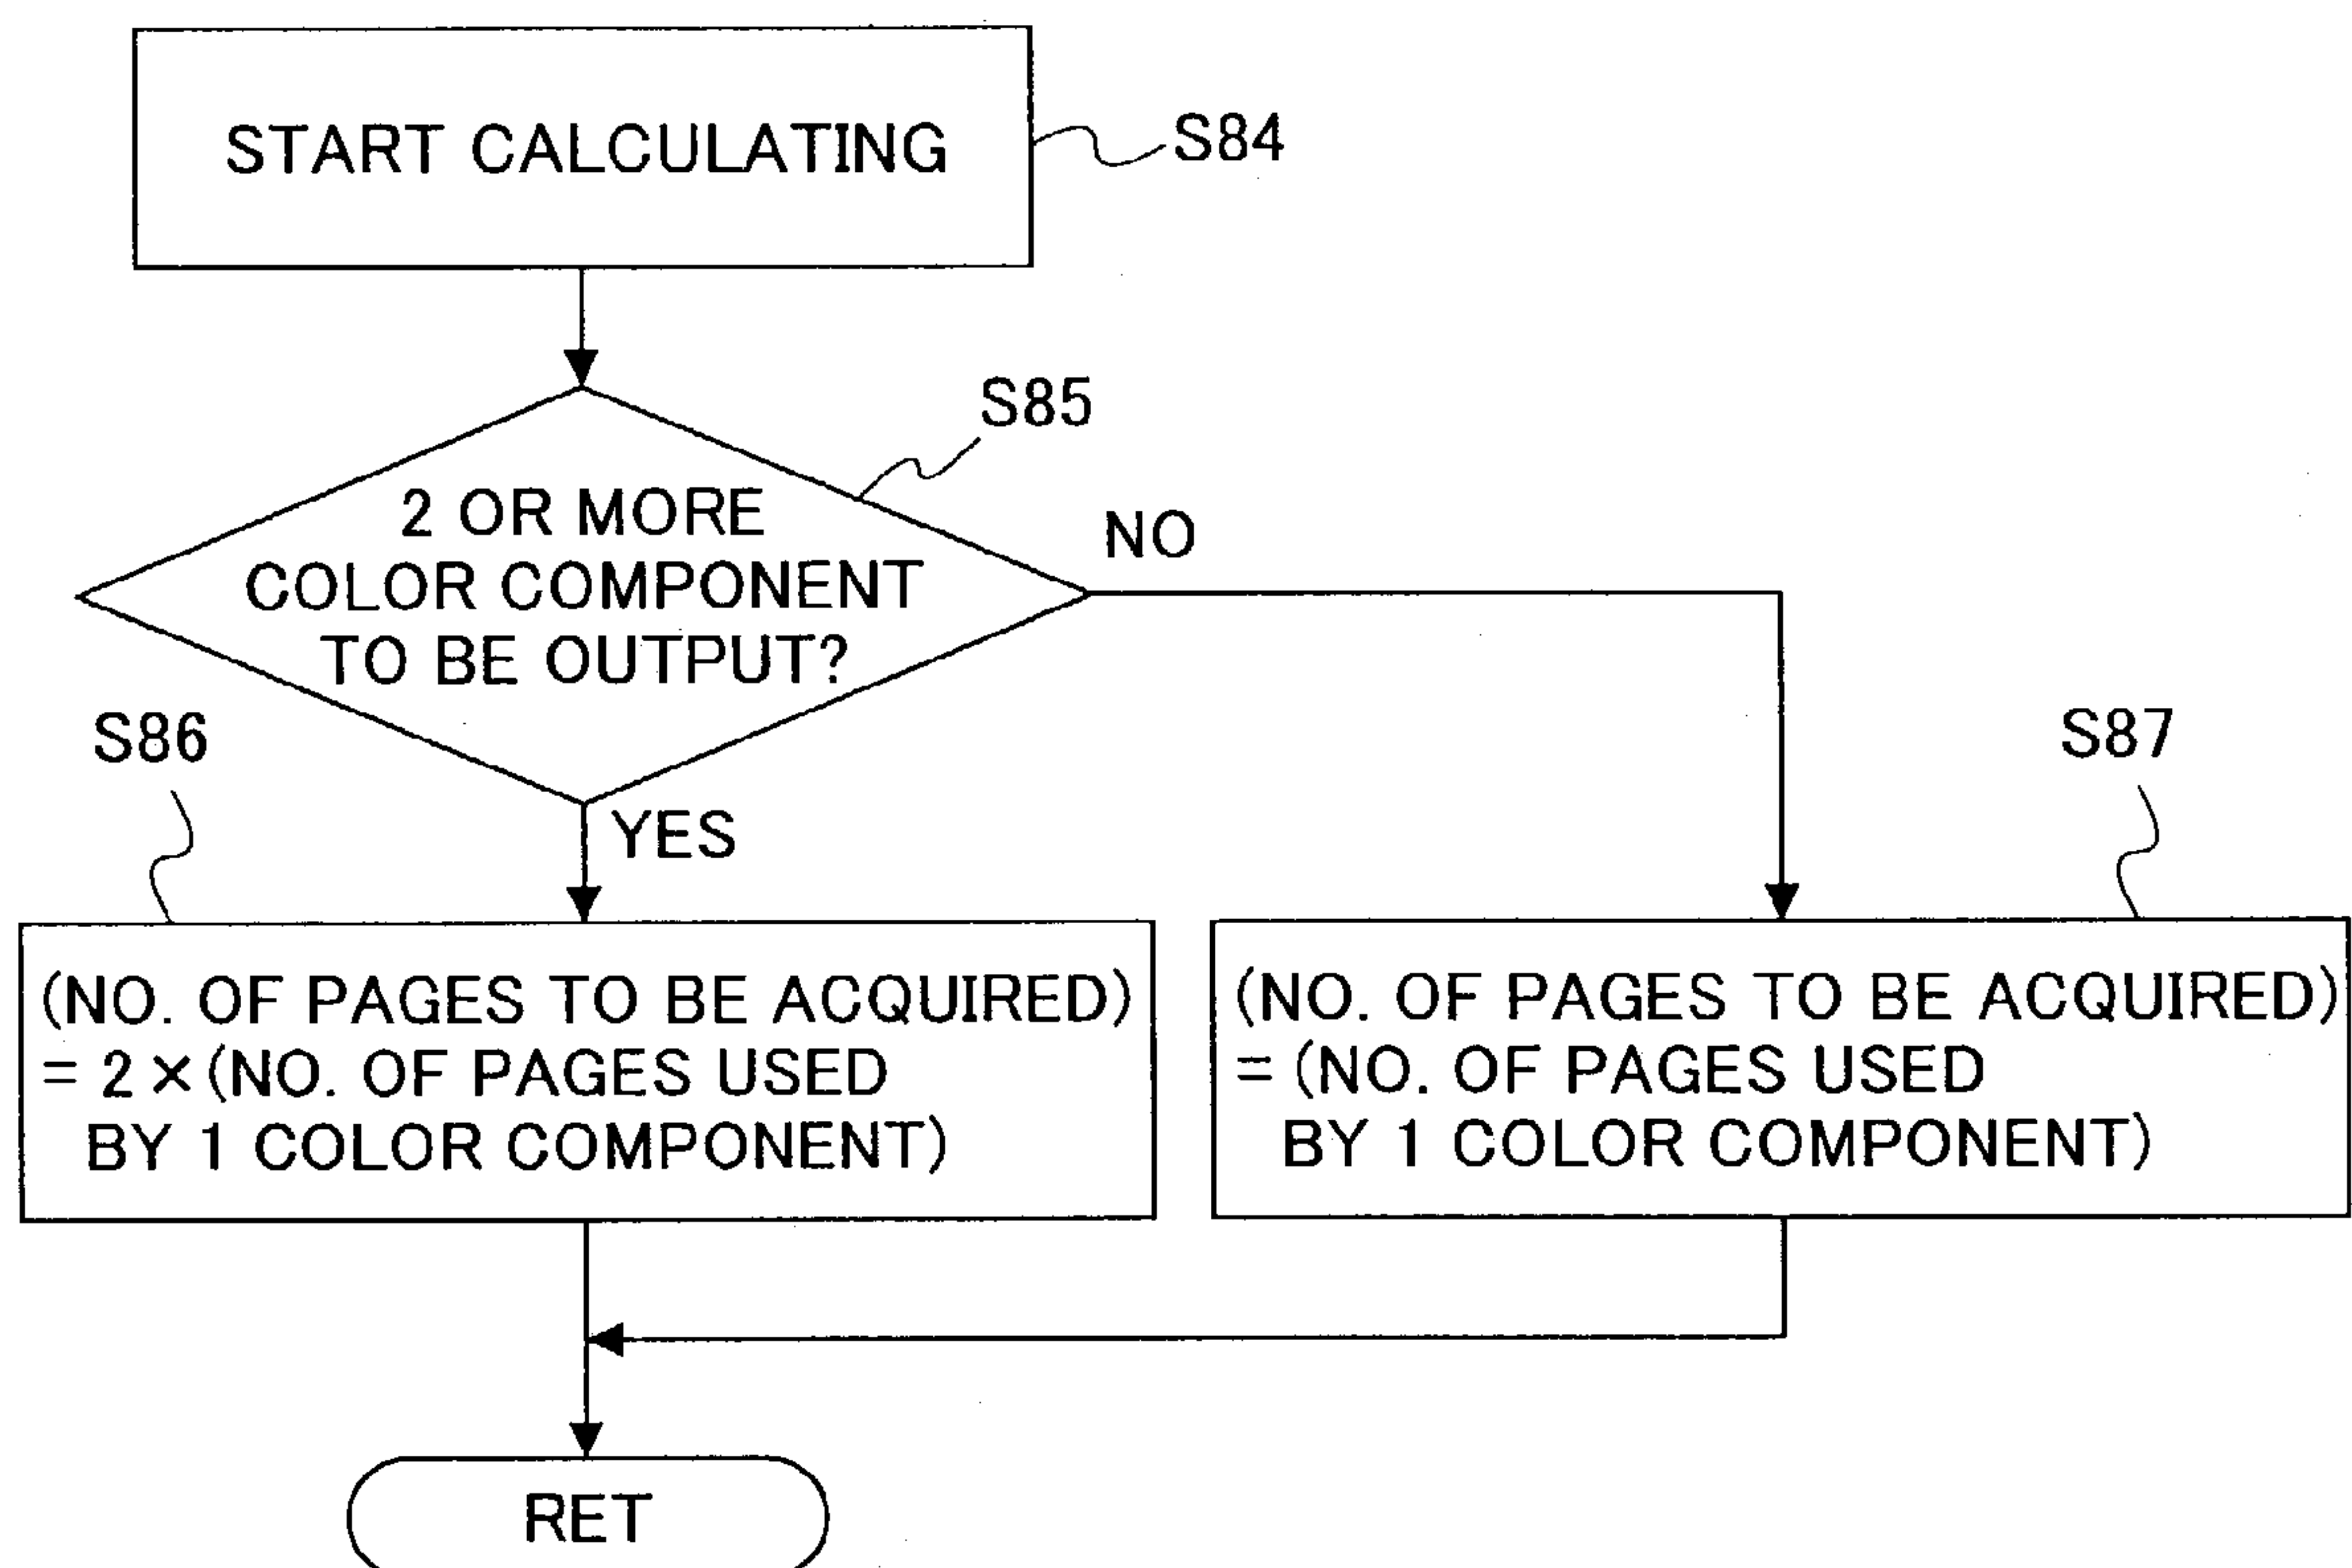 START CALCULATING
S84
S85
2 OR MORE
COLOR COMPONENT
TO BE OUTPUT?
NO
YES
S86
(NO. OF PAGES TO BE ACQUIRED)
= 2 × (NO. OF PAGES USED
BY 1 COLOR COMPONENT)
S87
(NO. OF PAGES TO BE ACQUIRED)
= (NO. OF PAGES USED
BY 1 COLOR COMPONENT)
RET